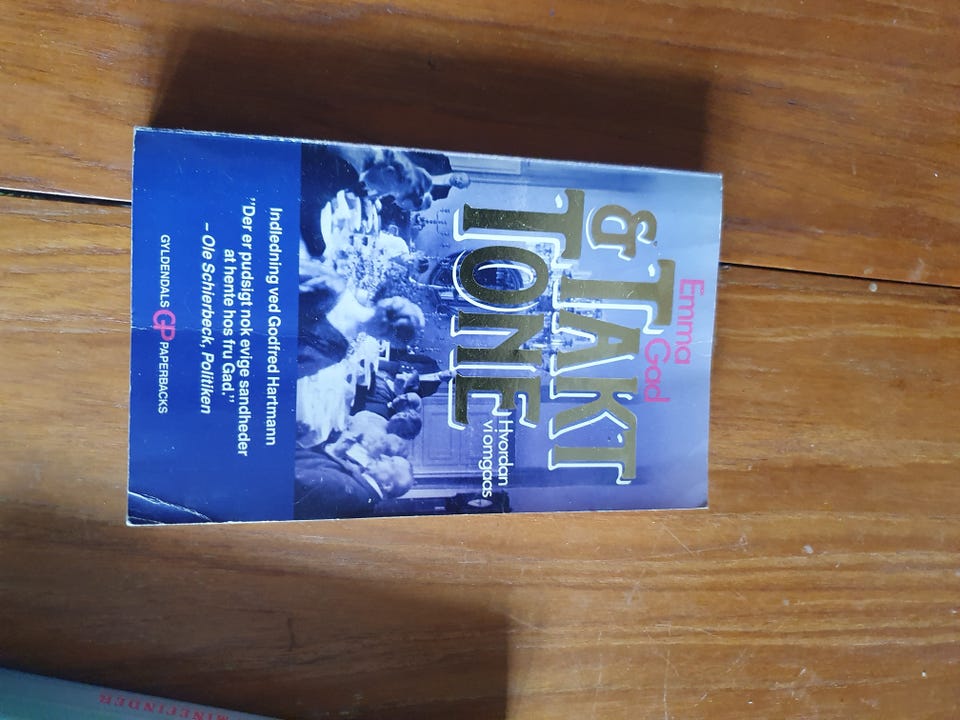 Emma
Gad
TAKT
& TONE
Hvordan
vi omgaas
Indledning ved Godfred Hartmann
"Der er pudsigt nok evige sandheder
at hente hos fru Gad."
– Ole Schierbeck, Politiken
GYLDENDALS GP PAPERBACKS